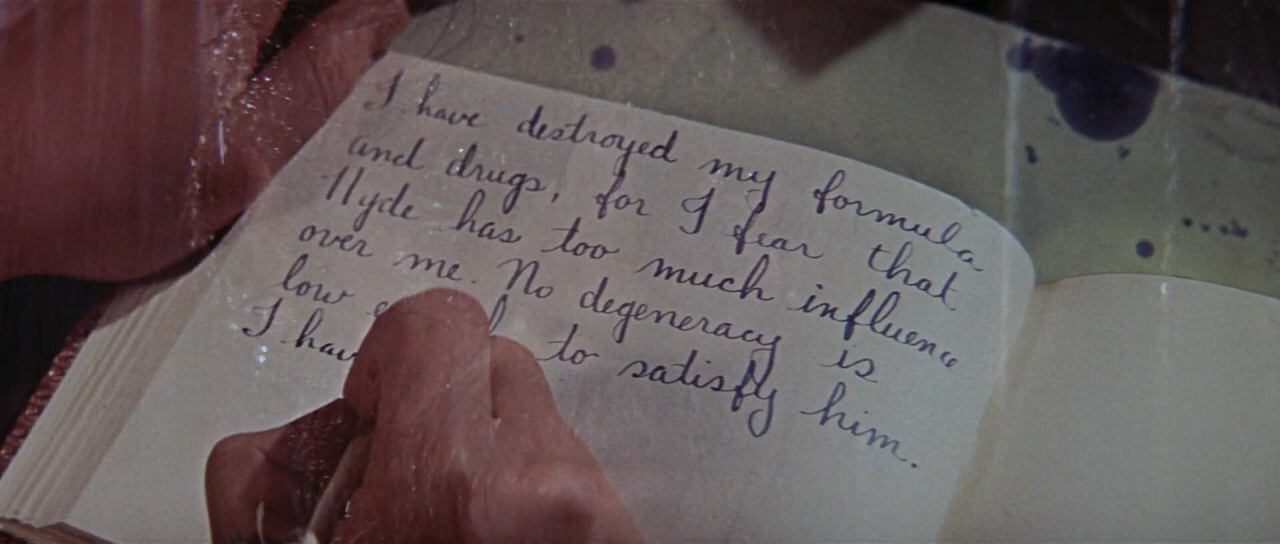 I have destroyed my formula
and drugs, for I fear that
Hyde has too much influence
over me. No degeneracy is
low to satisfy him.
I hav